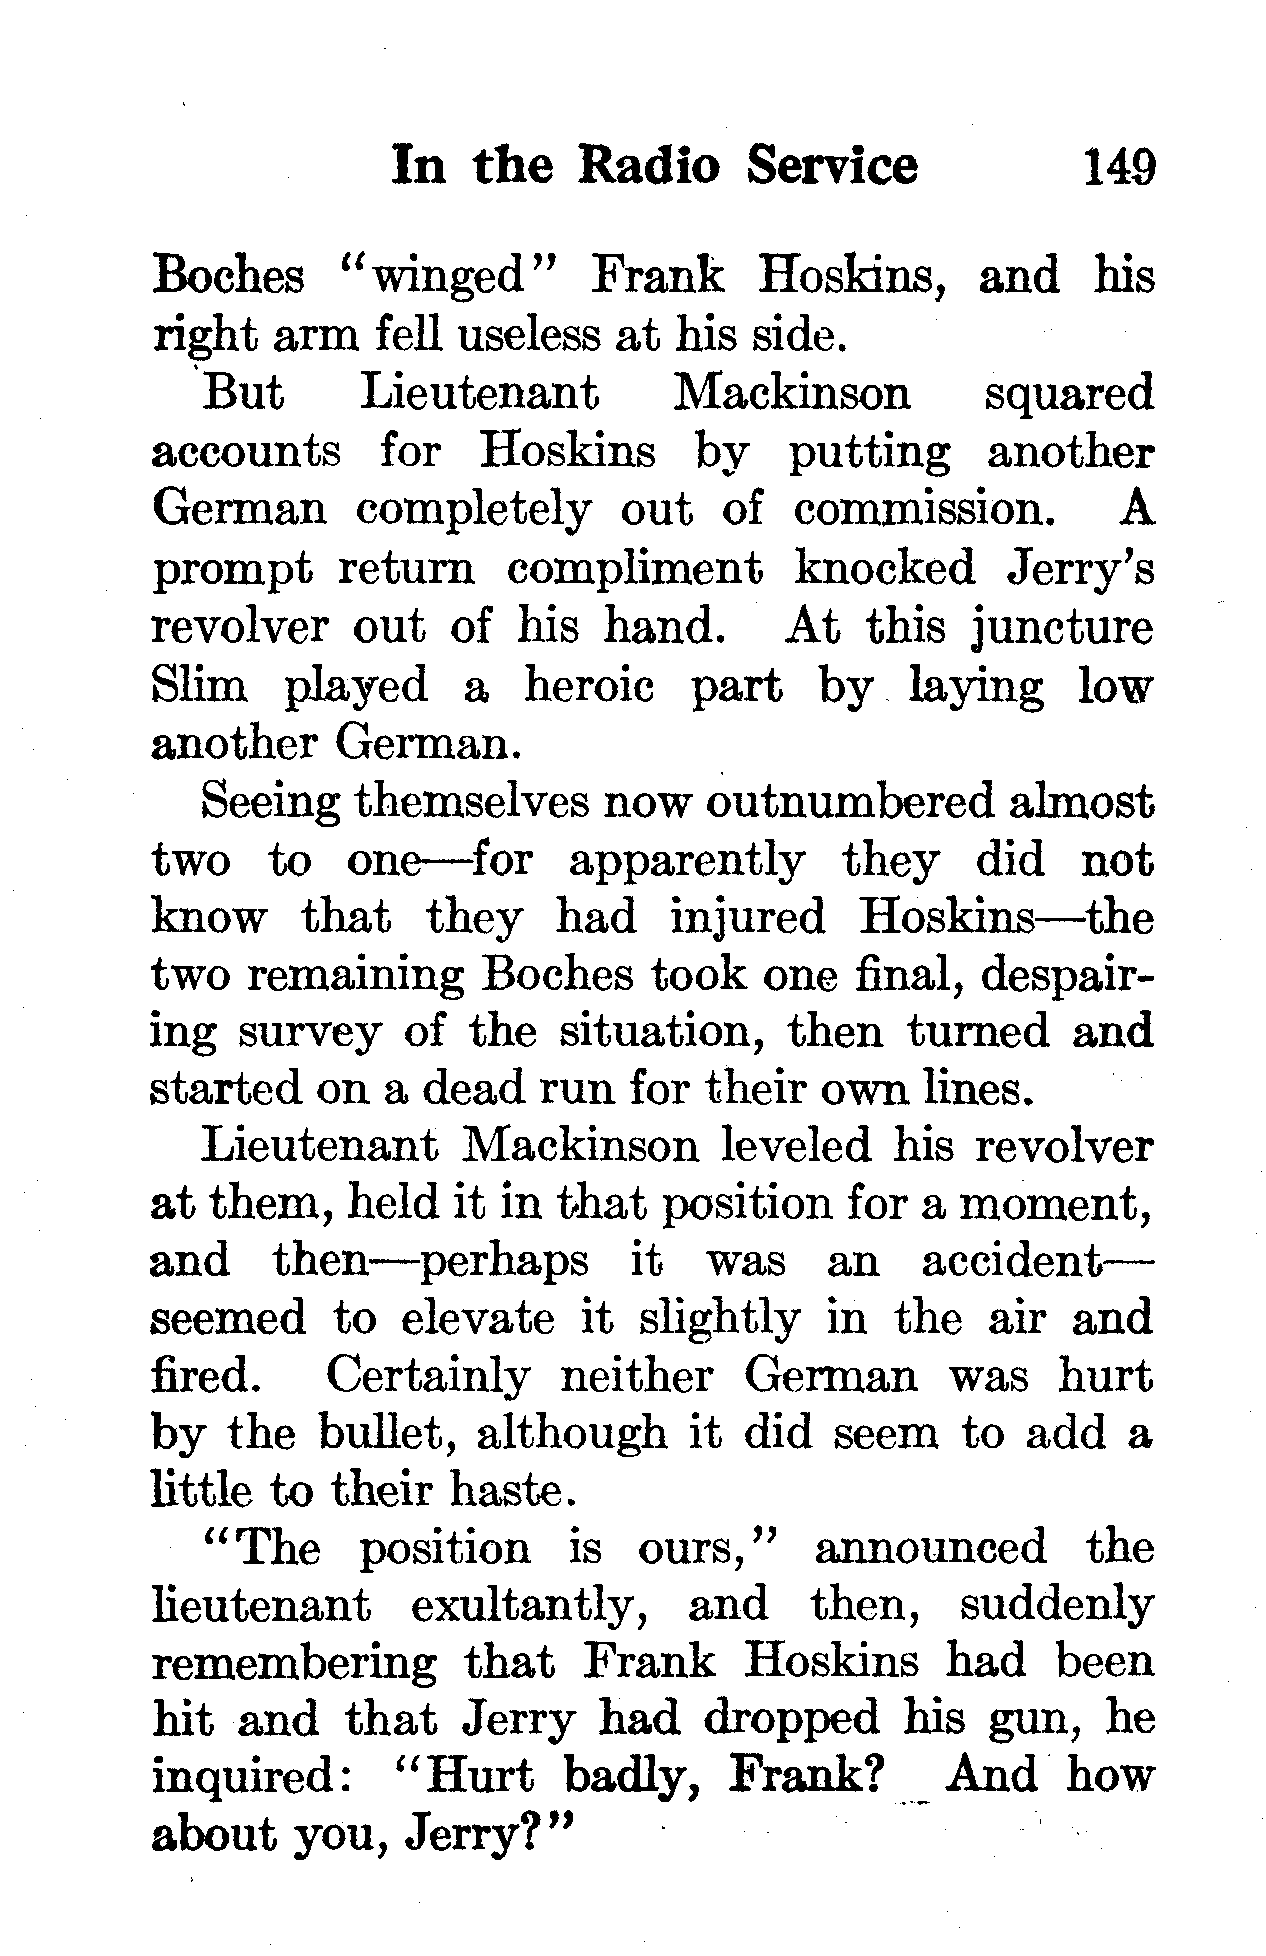 In the Radio Service 149
Boches "winged" Frank Hoskins, and his
right arm fell useless at his side.
But Lieutenant Mackinson squared
accounts for Hoskins by putting another
German completely out of commission. A
prompt return compliment knocked Jerry's
revolver out of his hand. At this juncture
Slim played a heroic part by laying low
another German.
Seeing themselves now outnumbered almost
two to one—for apparently they did not
know that they had injured Hoskins—the
two remaining Boches took one final, despair-
ing survey of the situation, then turned and
started on a dead run for their own lines.
Lieutenant Mackinson leveled his revolver
at them, held it in that position for a moment,
and then—perhaps it was an accident—
seemed to elevate it slightly in the air and
fired. Certainly neither German was hurt
by the bullet, although it did seem to add a
little to their haste.
"The position is ours," announced the
lieutenant exultantly, and then, suddenly
remembering that Frank Hoskins had been
hit and that Jerry had dropped his gun, he
inquired: "Hurt badly, Frank? And how
about you, Jerry?"